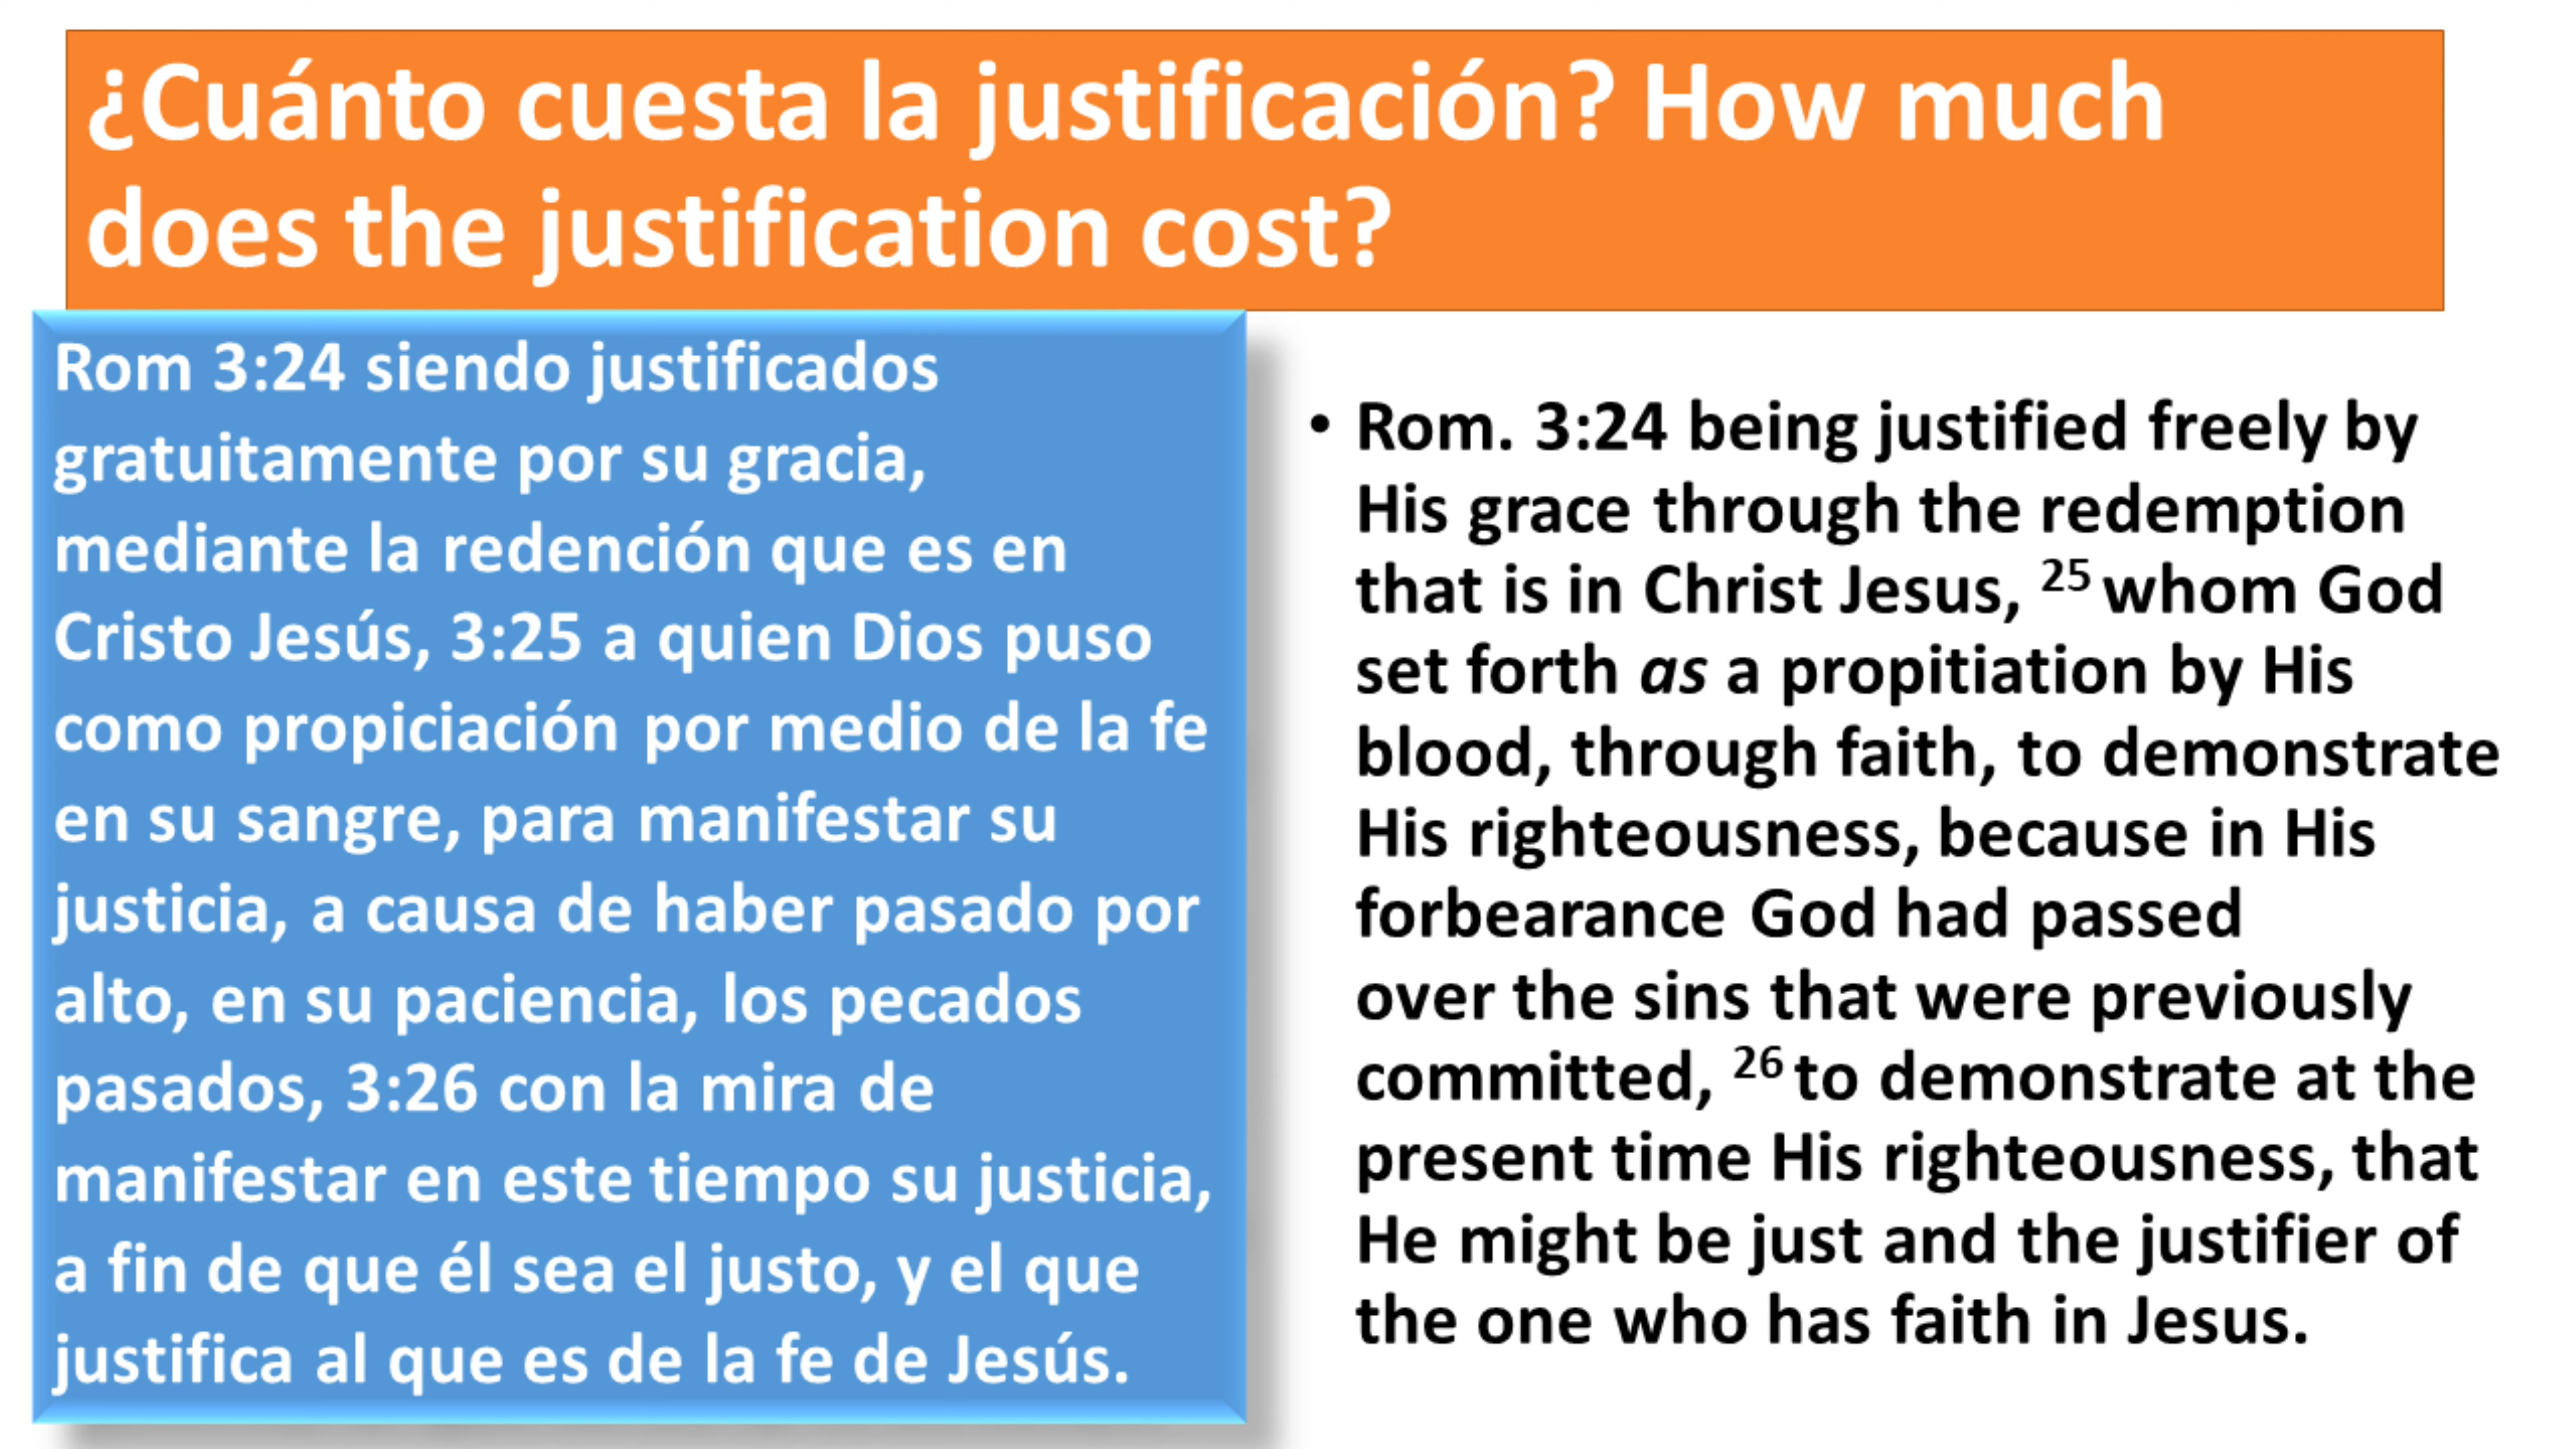 ¿Cuánto cuesta la justificación? How much
does the justification cost?
Rom 3:24 siendo justificados
gratuitamente por su gracia,
mediante la redención que es en
Cristo Jesús, 3:25 a quien Dios puso
como propiciación por medio de la fe
en su sangre, para manifestar su
justicia, a causa de haber pasado por
alto, en su paciencia, los pecados
pasados, 3:26 con la mira de
manifestar en este tiempo su justicia,
a fin de que él sea el justo, y el que
justifica al que es de la fe de Jesús.
• Rom. 3:24 being justified freely by
His grace through the redemption
that is in Christ Jesus, 25 whom God
set forth as a propitiation by His
blood, through faith, to demonstrate
His righteousness, because in His
forbearance God had passed
over the sins that were previously
committed, 26 to demonstrate at the
present time His righteousness, that
He might be just and the justifier of
the one who has faith in Jesus.